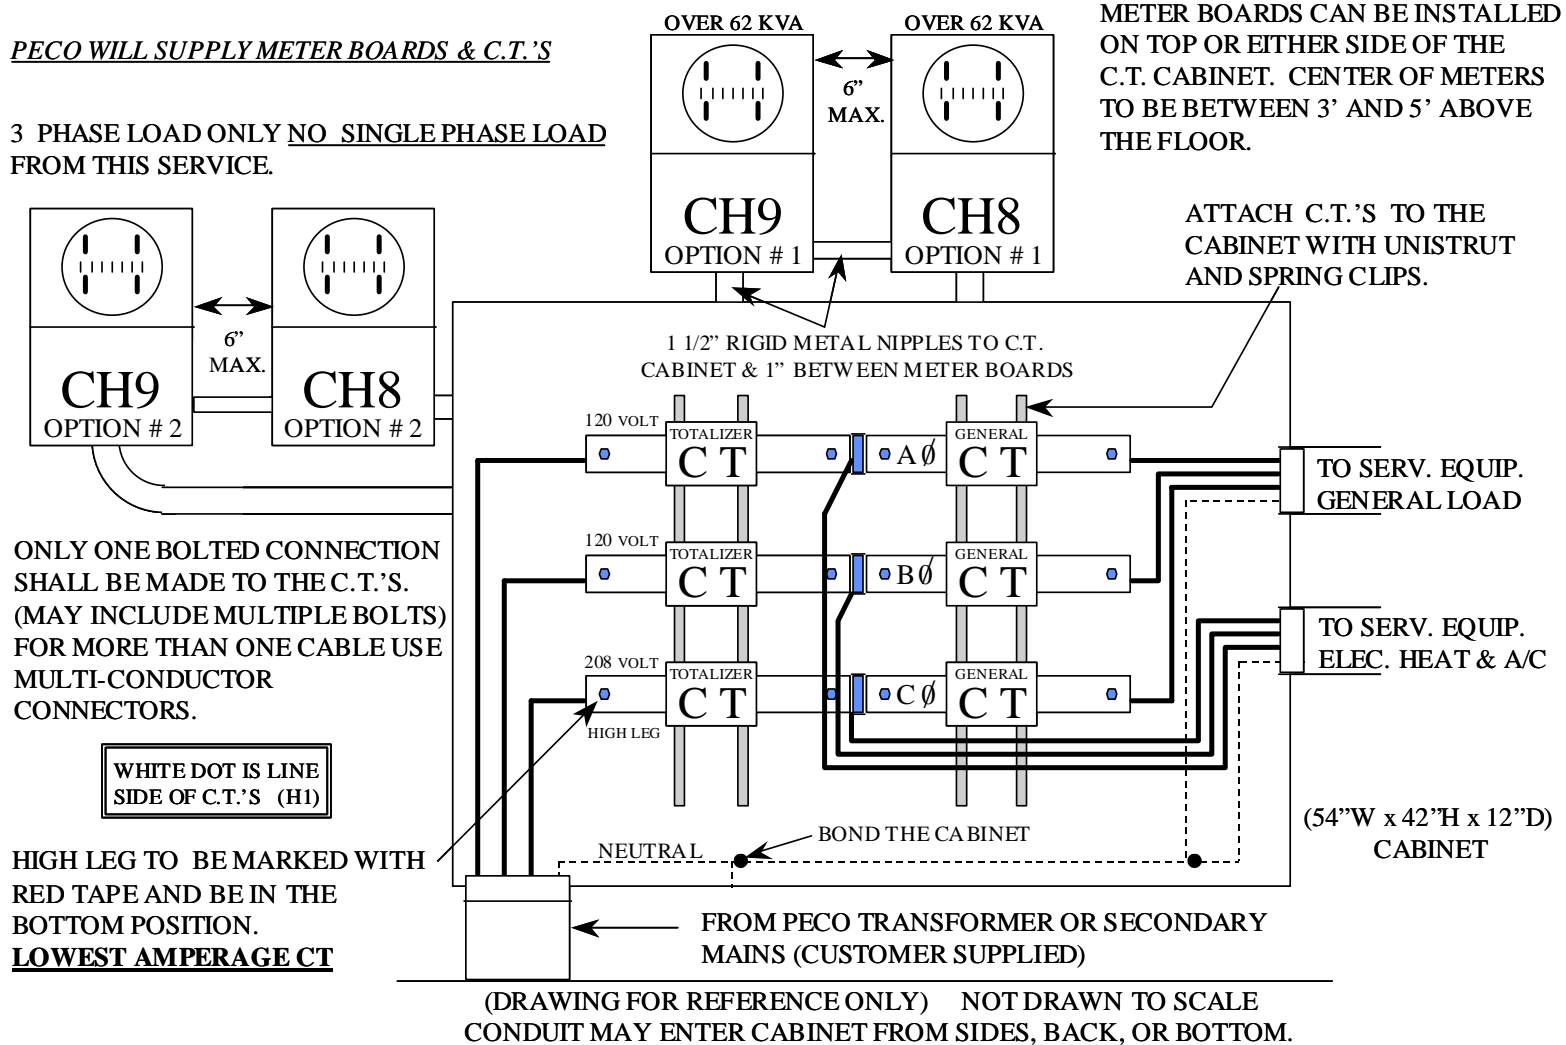 PECO WILL SUPPLY METER BOARDS & C.T.'S
3 PHASE LOAD ONLY NO SINGLE PHASE LOAD
FROM THIS SERVICE.
OVER 62 KVA
OVER 62 KVA
6”
MAX.
CH9
OPTION # 1
CH8
OPTION # 1
METER BOARDS CAN BE INSTALLED
ON TOP OR EITHER SIDE OF THE
C.T. CABINET. CENTER OF METERS
TO BE BETWEEN 3’ AND 5’ ABOVE
THE FLOOR.
ATTACH C.T.’S TO THE
CABINET WITH UNISTRUT
AND SPRING CLIPS.
6”
MAX.
CH9
OPTION # 2
CH8
OPTION # 2
1 1/2” RIGID METAL NIPPLES TO C.T.
CABINET & 1” BETWEEN METER BOARDS
120 VOLT
TOTALIZER
C T
AØ
GENERAL
C T
TO SERV. EQUIP.
GENERAL LOAD
120 VOLT
TOTALIZER
C T
BØ
GENERAL
C T
TO SERV. EQUIP.
ELEC. HEAT & A/C
208 VOLT
TOTALIZER
C T
CØ
GENERAL
C T
HIGH LEG
ONLY ONE BOLTED CONNECTION
SHALL BE MADE TO THE C.T.’S.
(MAY INCLUDE MULTIPLE BOLTS)
FOR MORE THAN ONE CABLE USE
MULTI-CONDUCTOR
CONNECTORS.
WHITE DOT IS LINE
SIDE OF C.T.’S (H1)
HIGH LEG TO BE MARKED WITH
RED TAPE AND BE IN THE
BOTTOM POSITION.
LOWEST AMPERAGE CT
NEUTRAL
BOND THE CABINET
(54”W x 42”H x 12”D)
CABINET
FROM PECO TRANSFORMER OR SECONDARY
MAINS (CUSTOMER SUPPLIED)
(DRAWING FOR REFERENCE ONLY) NOT DRAWN TO SCALE
CONDUIT MAY ENTER CABINET FROM SIDES, BACK, OR BOTTOM.